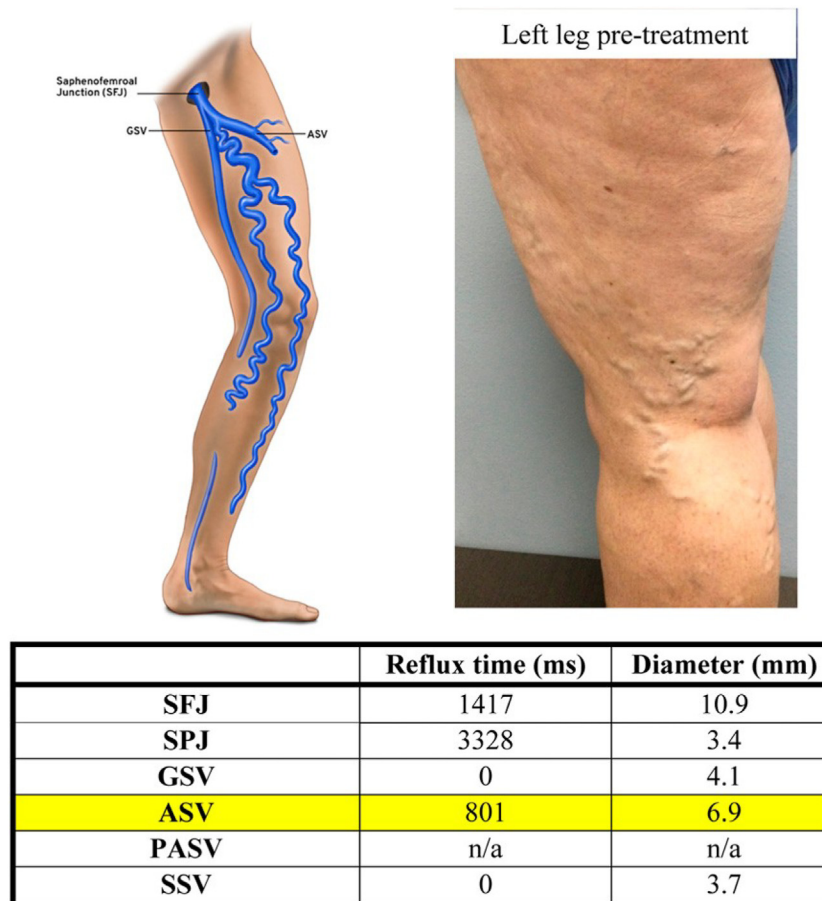 Left leg pre-treatment
Saphenofemroal
Junction (SFJ)
GSV
ASV
Reflux time (ms) Diameter (mm)
SFJ 1417 10.9
SPJ 3328 3.4
GSV 0 4.1
ASV 801 6.9
PASV n/a n/a
SSV 0 3.7